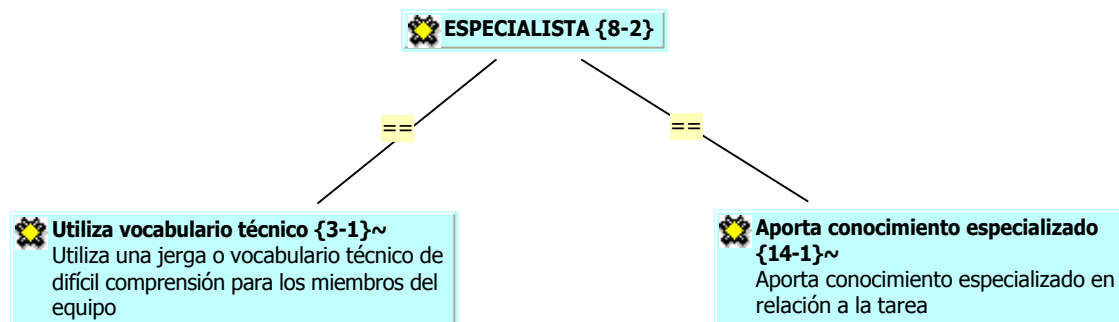 ESPECIALISTA {8-2}
==
==
Utiliza vocabulario técnico {3-1}~
Utiliza una jerga o vocabulario técnico de
difícil comprensión para los miembros del
equipo
Aporta conocimiento especializado
{14-1}~
Aporta conocimiento especializado en
relación a la tarea